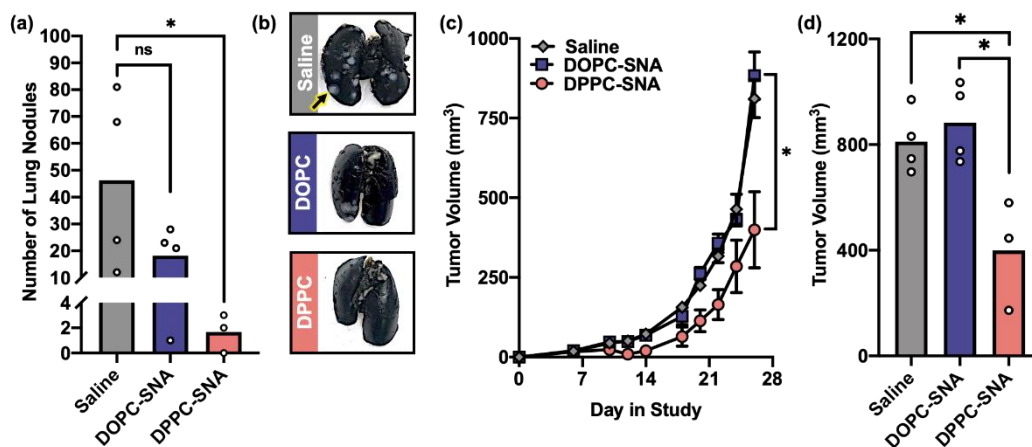 (a)
Number of Lung Nodules
100
90
80
70
60
50
40
30
20
10
4
2
0
*
ns
Saline
DOPC-SNA
DPPC-SNA
(b)
Saline
DOPC
DPPC
(c)
Tumor Volume (mm³)
1000
750
500
250
0
Saline
DOPC-SNA
DPPC-SNA
*
0 7 14 21 28
Day in Study
(d)
Tumor Volume (mm³)
1200
800
400
0
*
*
Saline
DOPC-SNA
DPPC-SNA